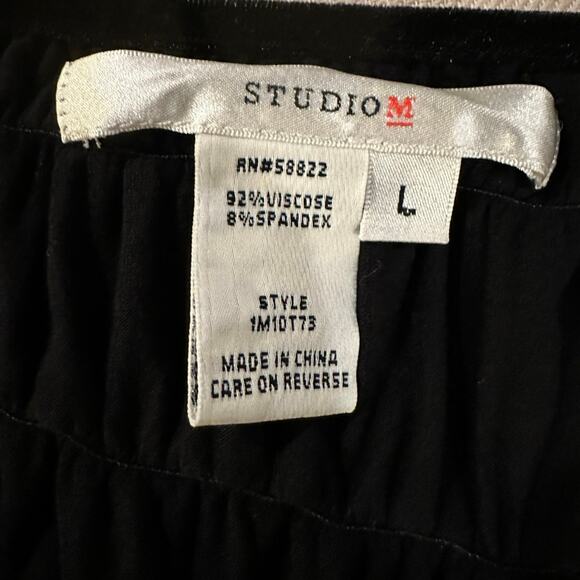 STUDIO M
L
RN#58822
92%VISCOSE
8%SPANDEX
STYLE
1M10T73
MADE IN CHINA
CARE ON REVERSE